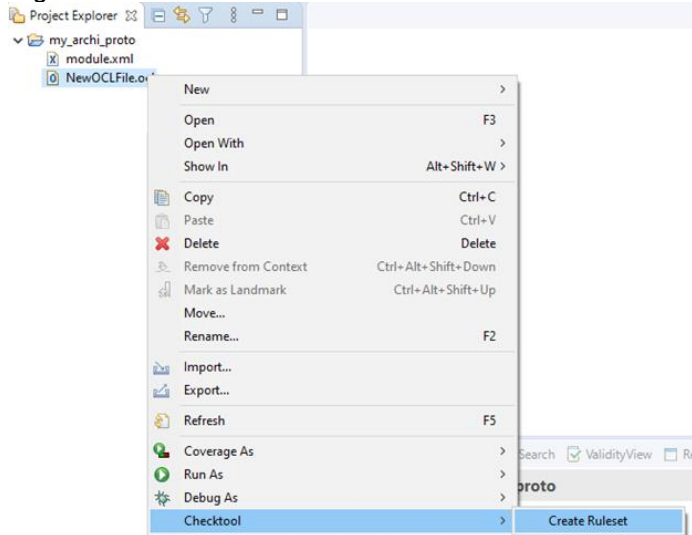 Project Explorer
my_archi_proto
module.xml
NewOCLFile.oc
New
Open F3
Open With
Show In Alt+Shift+W
Copy Ctrl+C
Paste Ctrl+V
Delete Delete
Remove from Context Ctrl+Alt+Shift+Down
Mark as Landmark Ctrl+Alt+Shift+Up
Move...
Rename... F2
Import...
Export...
Refresh F5
Coverage As
Search ValidityView
Run As
proto
Debug As
Checktool Create Ruleset